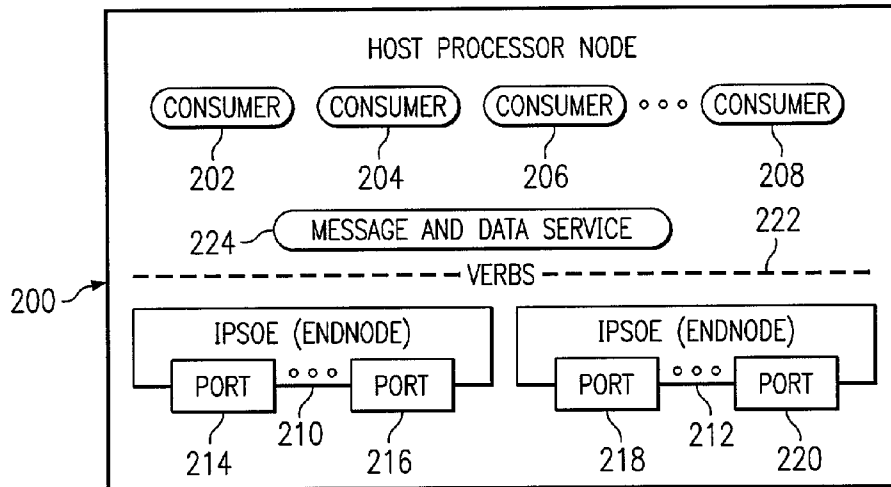 HOST PROCESSOR NODE
CONSUMER CONSUMER CONSUMER CONSUMER
202 204 206 208
224 MESSAGE AND DATA SERVICE 222
VERBS
200
IPSOE (ENDNODE) IPSOE (ENDNODE)
PORT PORT PORT PORT
214 210 216 218 212 220